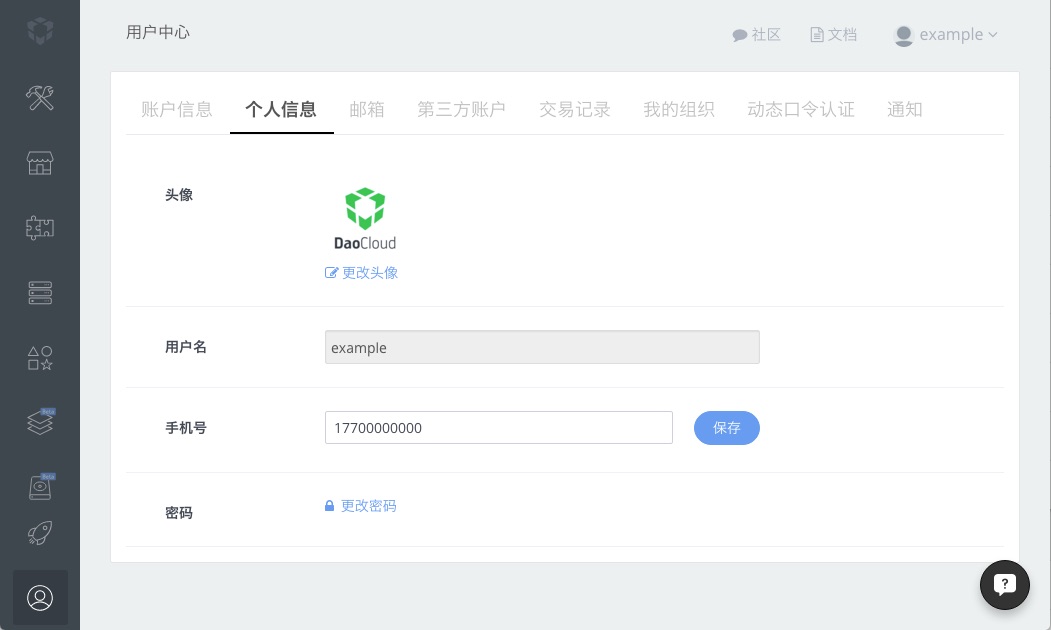 用户中心
社区 文档 example
账户信息 个人信息 邮箱 第三方账户 交易记录 我的组织 动态口令认证 通知
头像
DaoCloud
更改头像
用户名 example
手机号 17700000000 保存
密码 更改密码
Beta
Beta
?